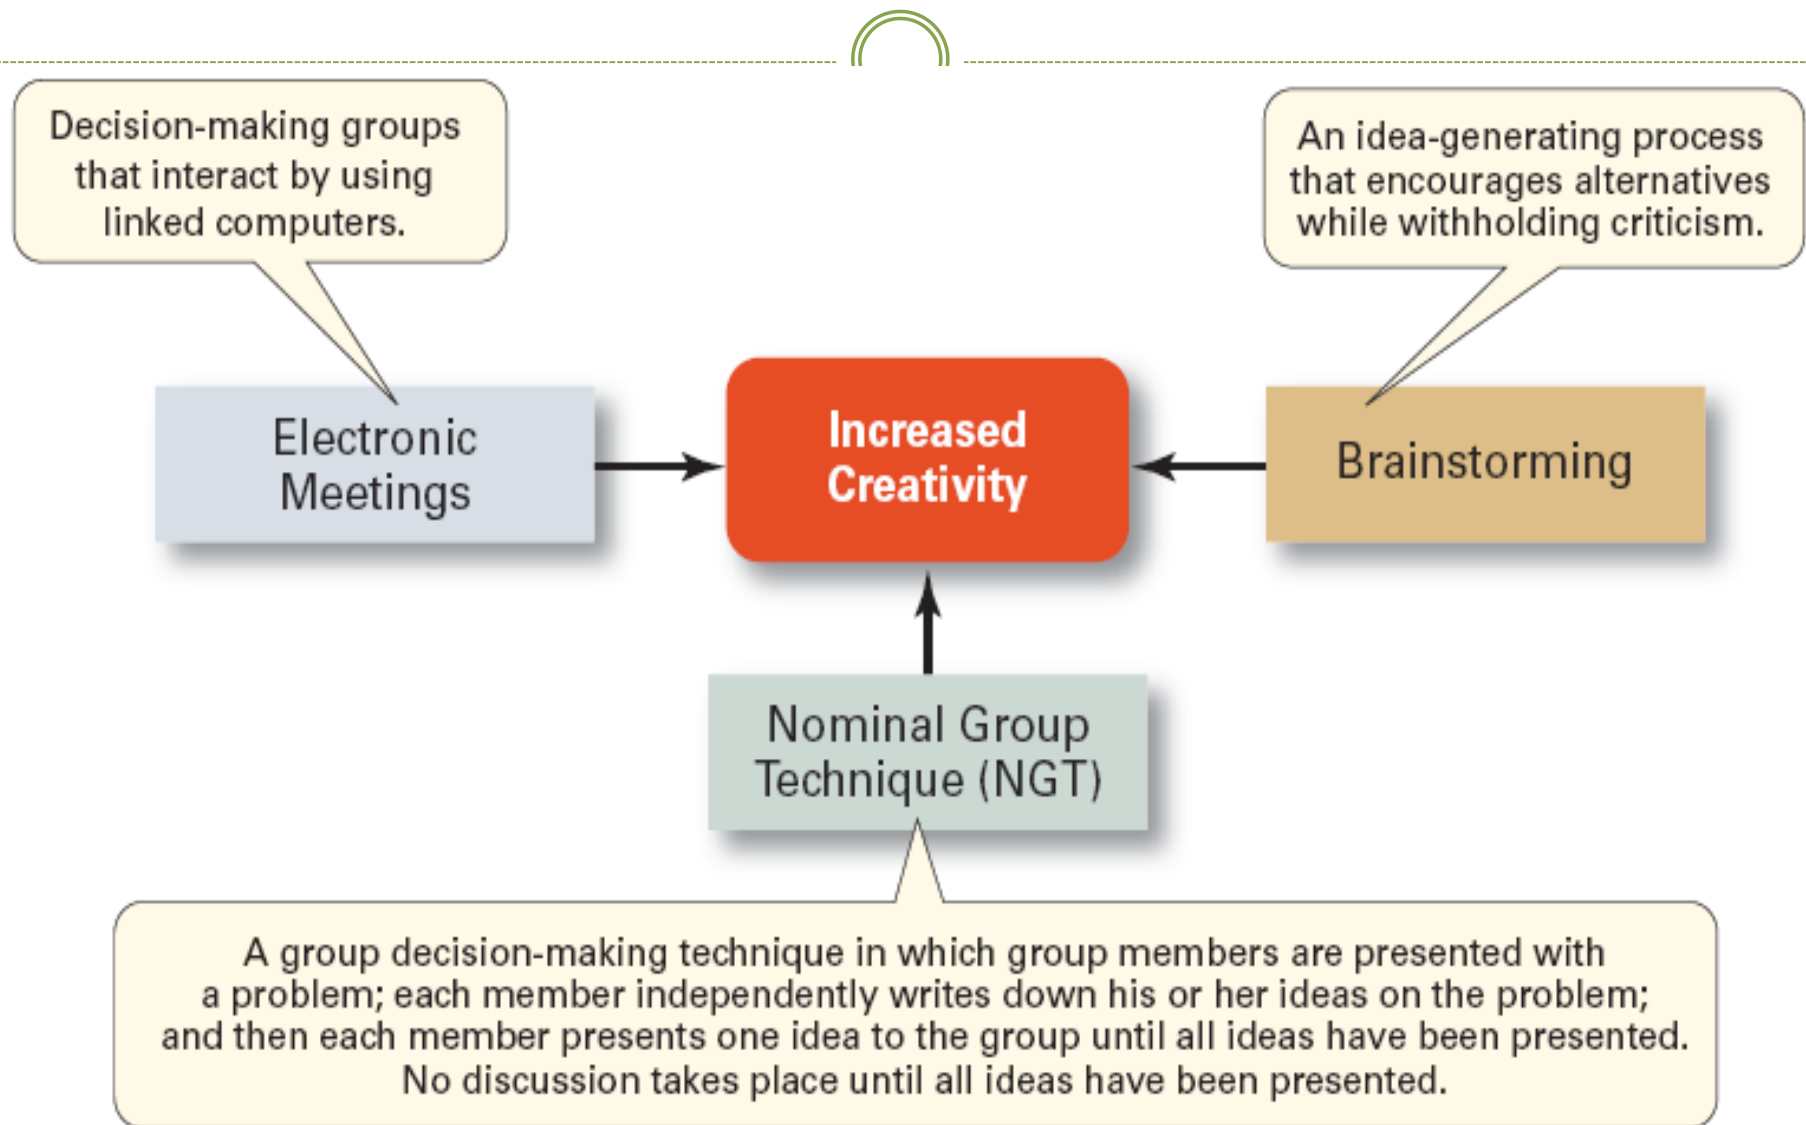 Decision-making groups
that interact by using
linked computers.
An idea-generating process
that encourages alternatives
while withholding criticism.
Electronic
Meetings
Increased
Creativity
Brainstorming
Nominal Group
Technique (NGT)
A group decision-making technique in which group members are presented with
a problem; each member independently writes down his or her ideas on the problem;
and then each member presents one idea to the group until all ideas have been presented.
No discussion takes place until all ideas have been presented.